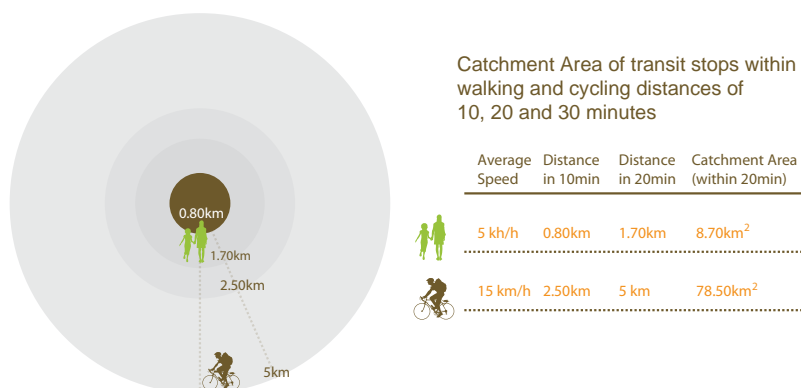 0.80km
1.70km
2.50km
5km
Catchment Area of transit stops within
walking and cycling distances of
10, 20 and 30 minutes
Average Distance Distance Catchment Area
Speed in 10min in 20min (within 20min)
5 kh/h 0.80km 1.70km 8.70km²
15 km/h 2.50km 5 km 78.50km²